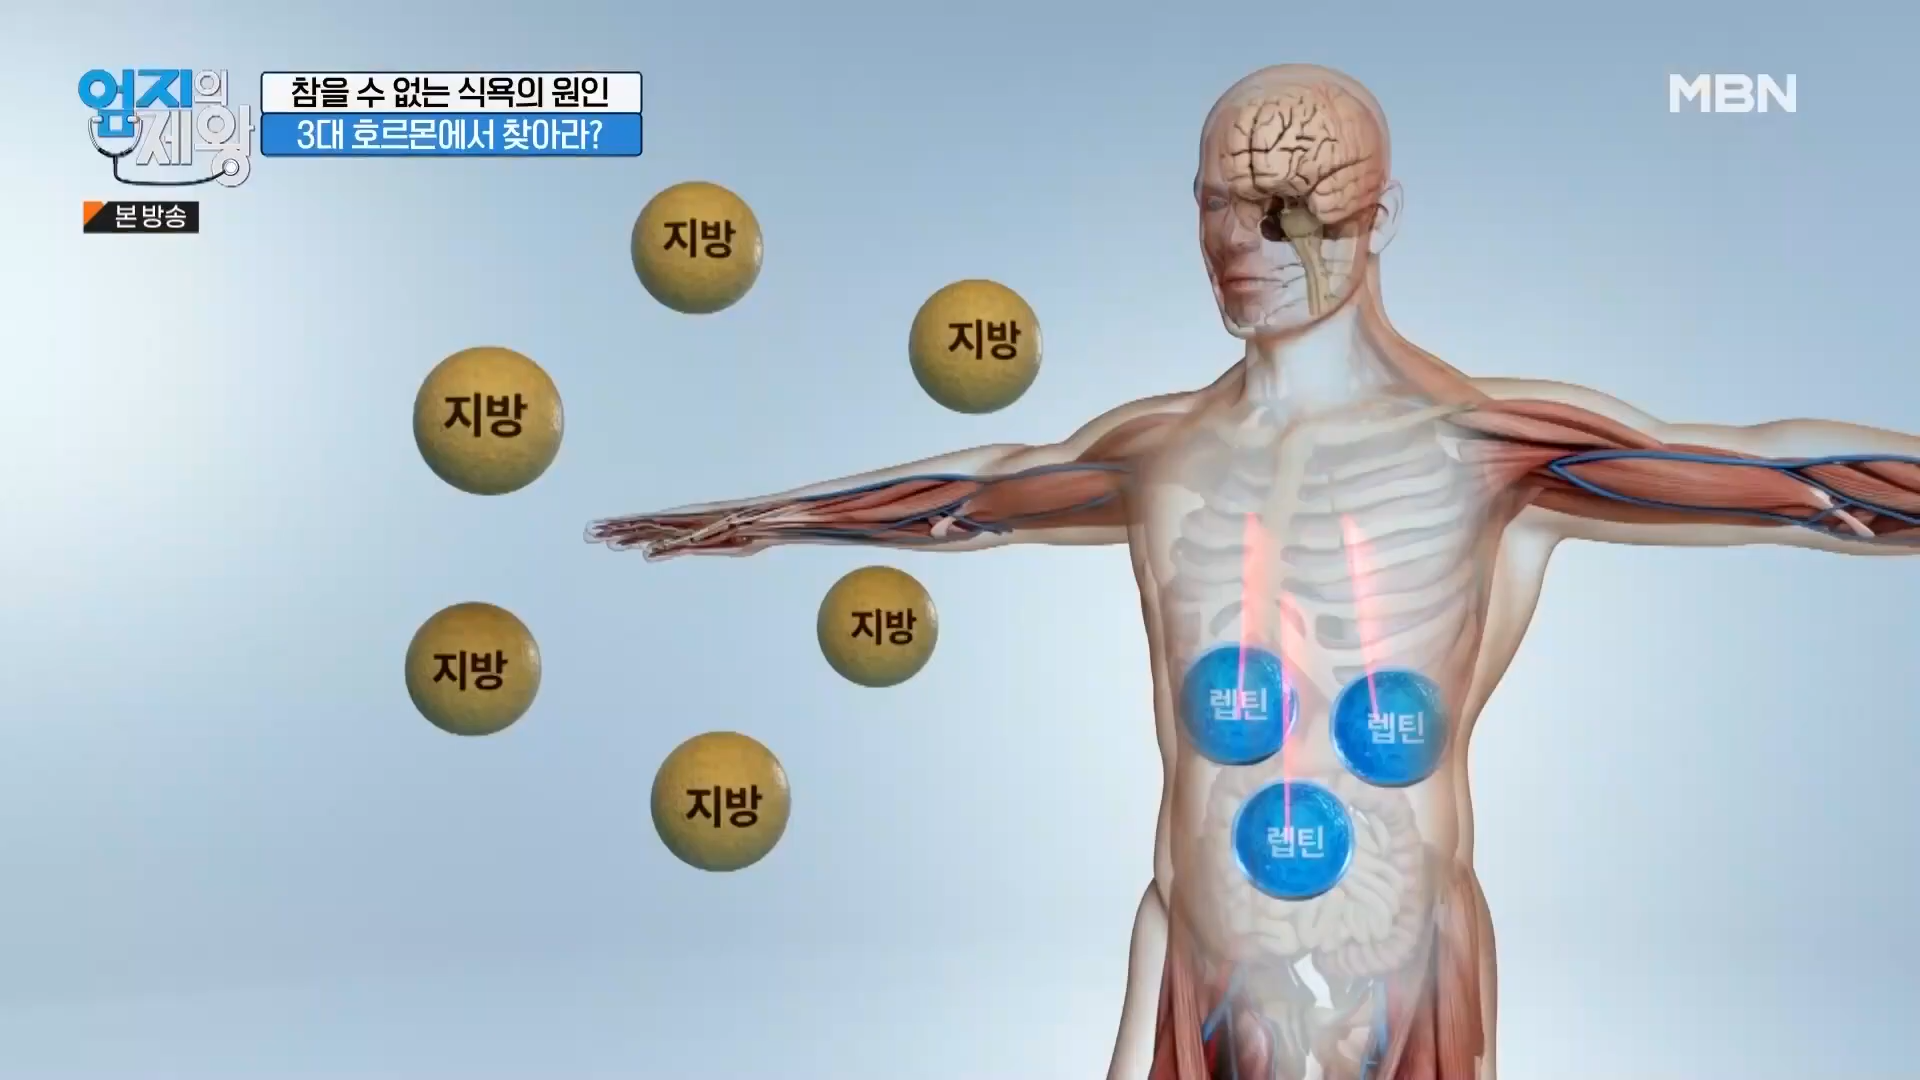 엄지의
제왕
참을 수 없는 식욕의 원인
3대 호르몬에서 찾아라?
MBN
본 방송
지방
지방
지방
지방
지방
지방
렙틴
렙틴
렙틴